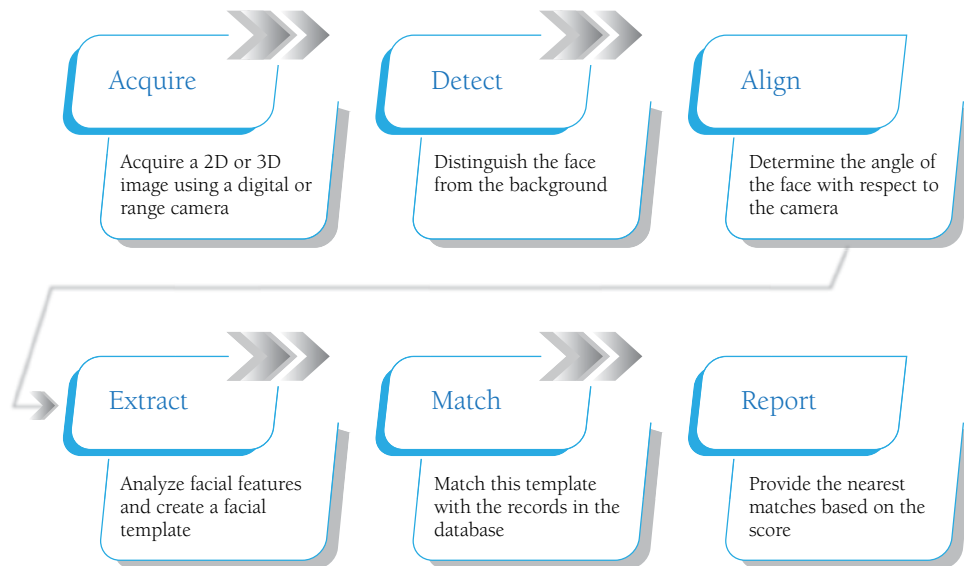 Acquire
Acquire a 2D or 3D
image using a digital or
range camera
Detect
Distinguish the face
from the background
Align
Determine the angle of
the face with respect to
the camera
Extract
Analyze facial features
and create a facial
template
Match
Match this template
with the records in the
database
Report
Provide the nearest
matches based on the
score